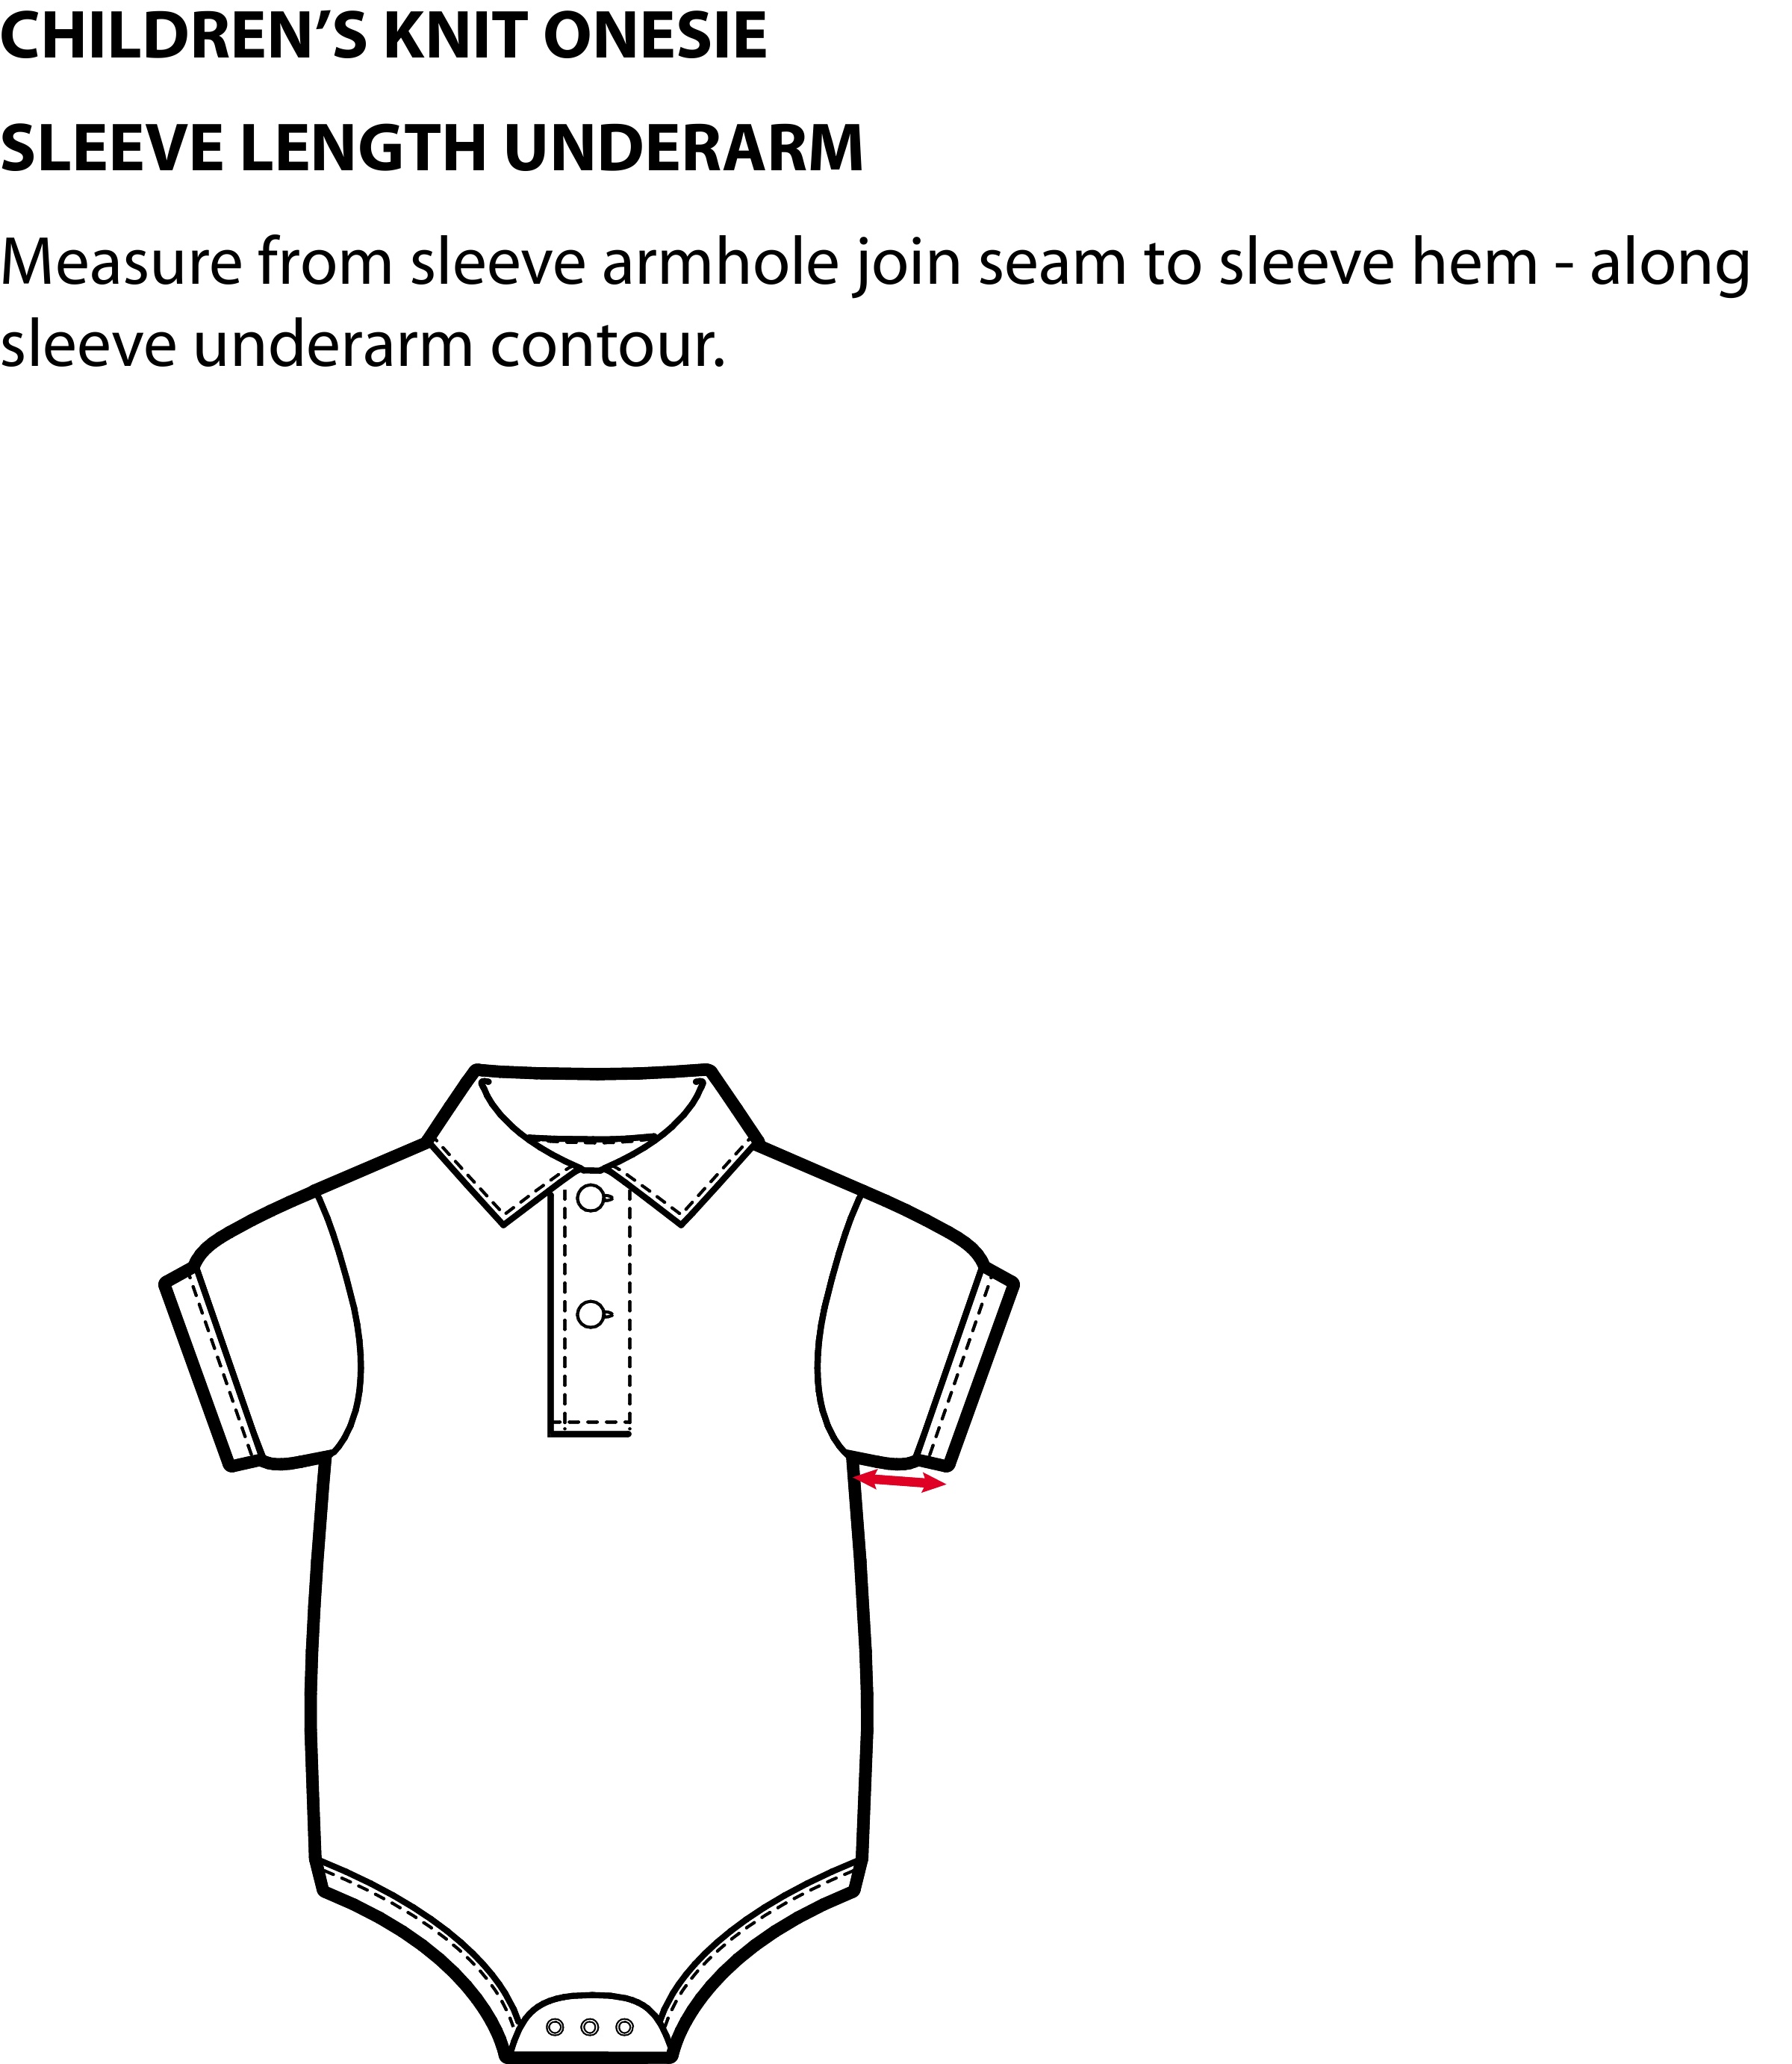 CHILDREN’S KNIT ONESIE
SLEEVE LENGTH UNDERARM
Measure from sleeve armhole join seam to sleeve hem - along
sleeve underarm contour.